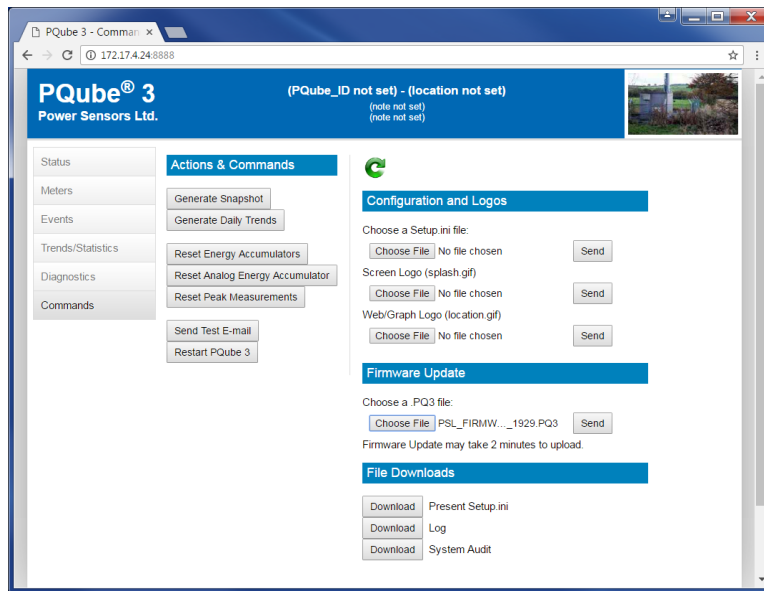 PQube 3 - Comman
172.17.4.24:8888
PQube® 3
Power Sensors Ltd.
(PQube_ID not set) - (location not set)
(note not set)
(note not set)
Status
Meters
Events
Trends/Statistics
Diagnostics
Commands
Actions & Commands
Generate Snapshot
Generate Daily Trends
Reset Energy Accumulators
Reset Analog Energy Accumulator
Reset Peak Measurements
Send Test E-mail
Restart PQube 3
Configuration and Logos
Choose a Setup.ini file:
Choose File No file chosen Send
Screen Logo (splash.gif)
Choose File No file chosen Send
Web/Graph Logo (location.gif)
Choose File No file chosen Send
Firmware Update
Choose a .PQ3 file:
Choose File PSL_FIRMW..._1929.PQ3 Send
Firmware Update may take 2 minutes to upload.
File Downloads
Download Present Setup.ini
Download Log
Download System Audit